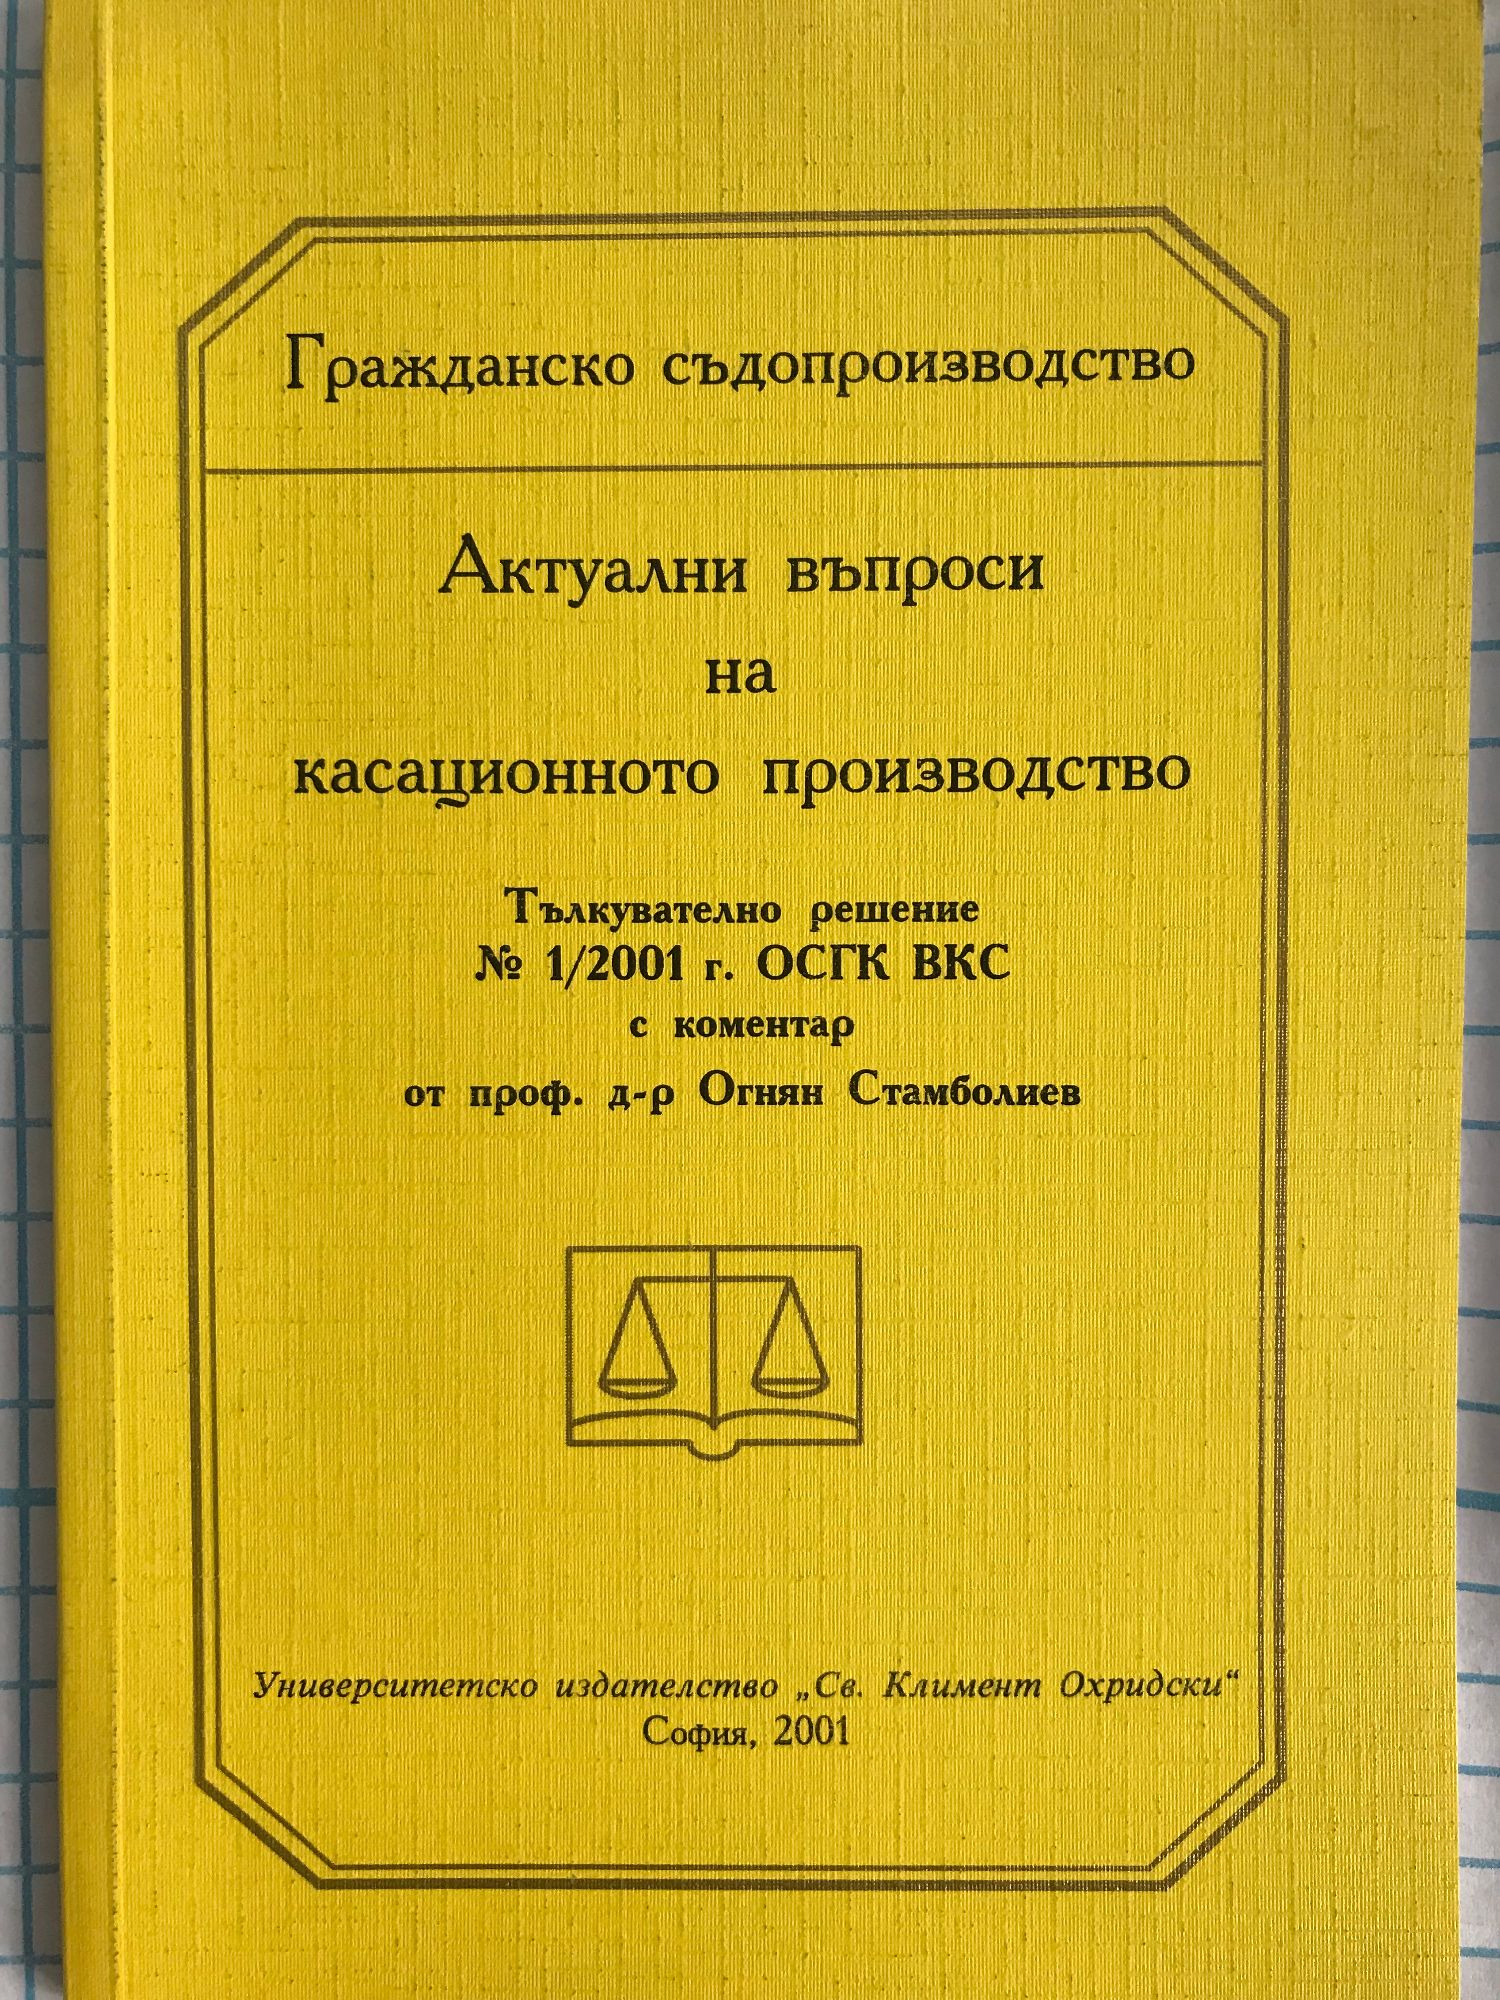 Гражданско съдопроизводство
Актуални въпроси
на
касационното производство
Тълкувателно решение
№ 1/2001 г. ОСГК ВКС
с коментар
от проф. д-р Огнян Стамболиев
Университетско издателство „Св. Климент Охридски“
София, 2001